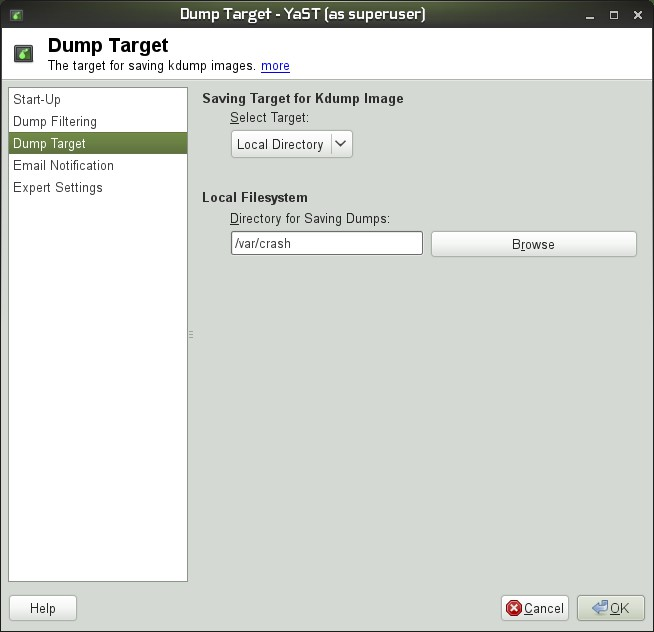 Dump Target - YaST (as superuser)
Dump Target
The target for saving kdump images. more
Start-Up
Dump Filtering
Dump Target
Email Notification
Expert Settings
Saving Target for Kdump Image
Select Target:
Local Directory
Local Filesystem
Directory for Saving Dumps:
/var/crash
Browse
Help
Cancel
OK